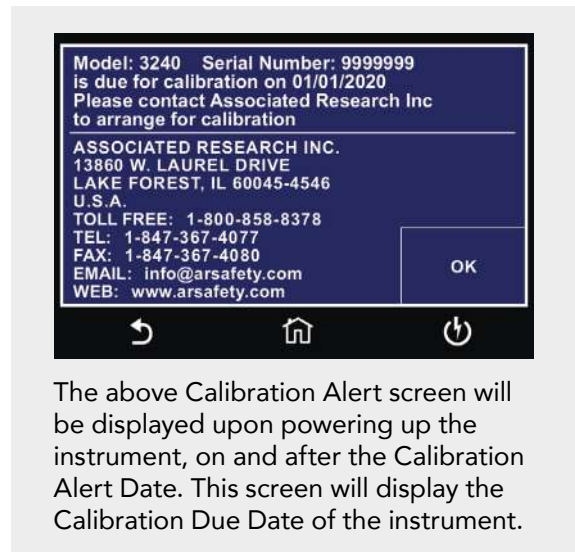 Model: 3240 Serial Number: 9999999
is due for calibration on 01/01/2020
Please contact Associated Research Inc
to arrange for calibration
ASSOCIATED RESEARCH INC.
13860 W. LAUREL DRIVE
LAKE FOREST, IL 60045-4546
U.S.A.
TOLL FREE: 1-800-858-8378
TEL: 1-847-367-4077
FAX: 1-847-367-4080
EMAIL: info@arsafety.com
WEB: www.arsafety.com
OK
The above Calibration Alert screen will
be displayed upon powering up the
instrument, on and after the Calibration
Alert Date. This screen will display the
Calibration Due Date of the instrument.